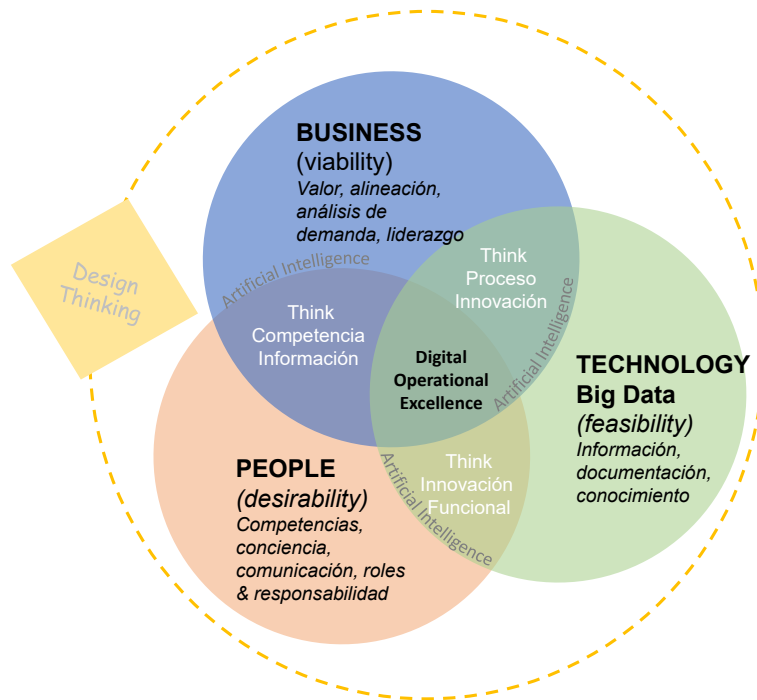 BUSINESS
(viability)
Valor, alineación,
análisis de
demanda, liderazgo
Artificial Intelligence
Design
Thinking
Think
Proceso
Innovación
Think
Competencia
Información
Artificial Intelligence
Digital
Operational
Excellence
TECHNOLOGY
Big Data
(feasibility)
Información,
documentación,
conocimiento
PEOPLE
(desirability)
Competencias,
conciencia,
comunicación, roles
& responsabilidad
Think
Innovación
Funcional
Artificial Intelligence